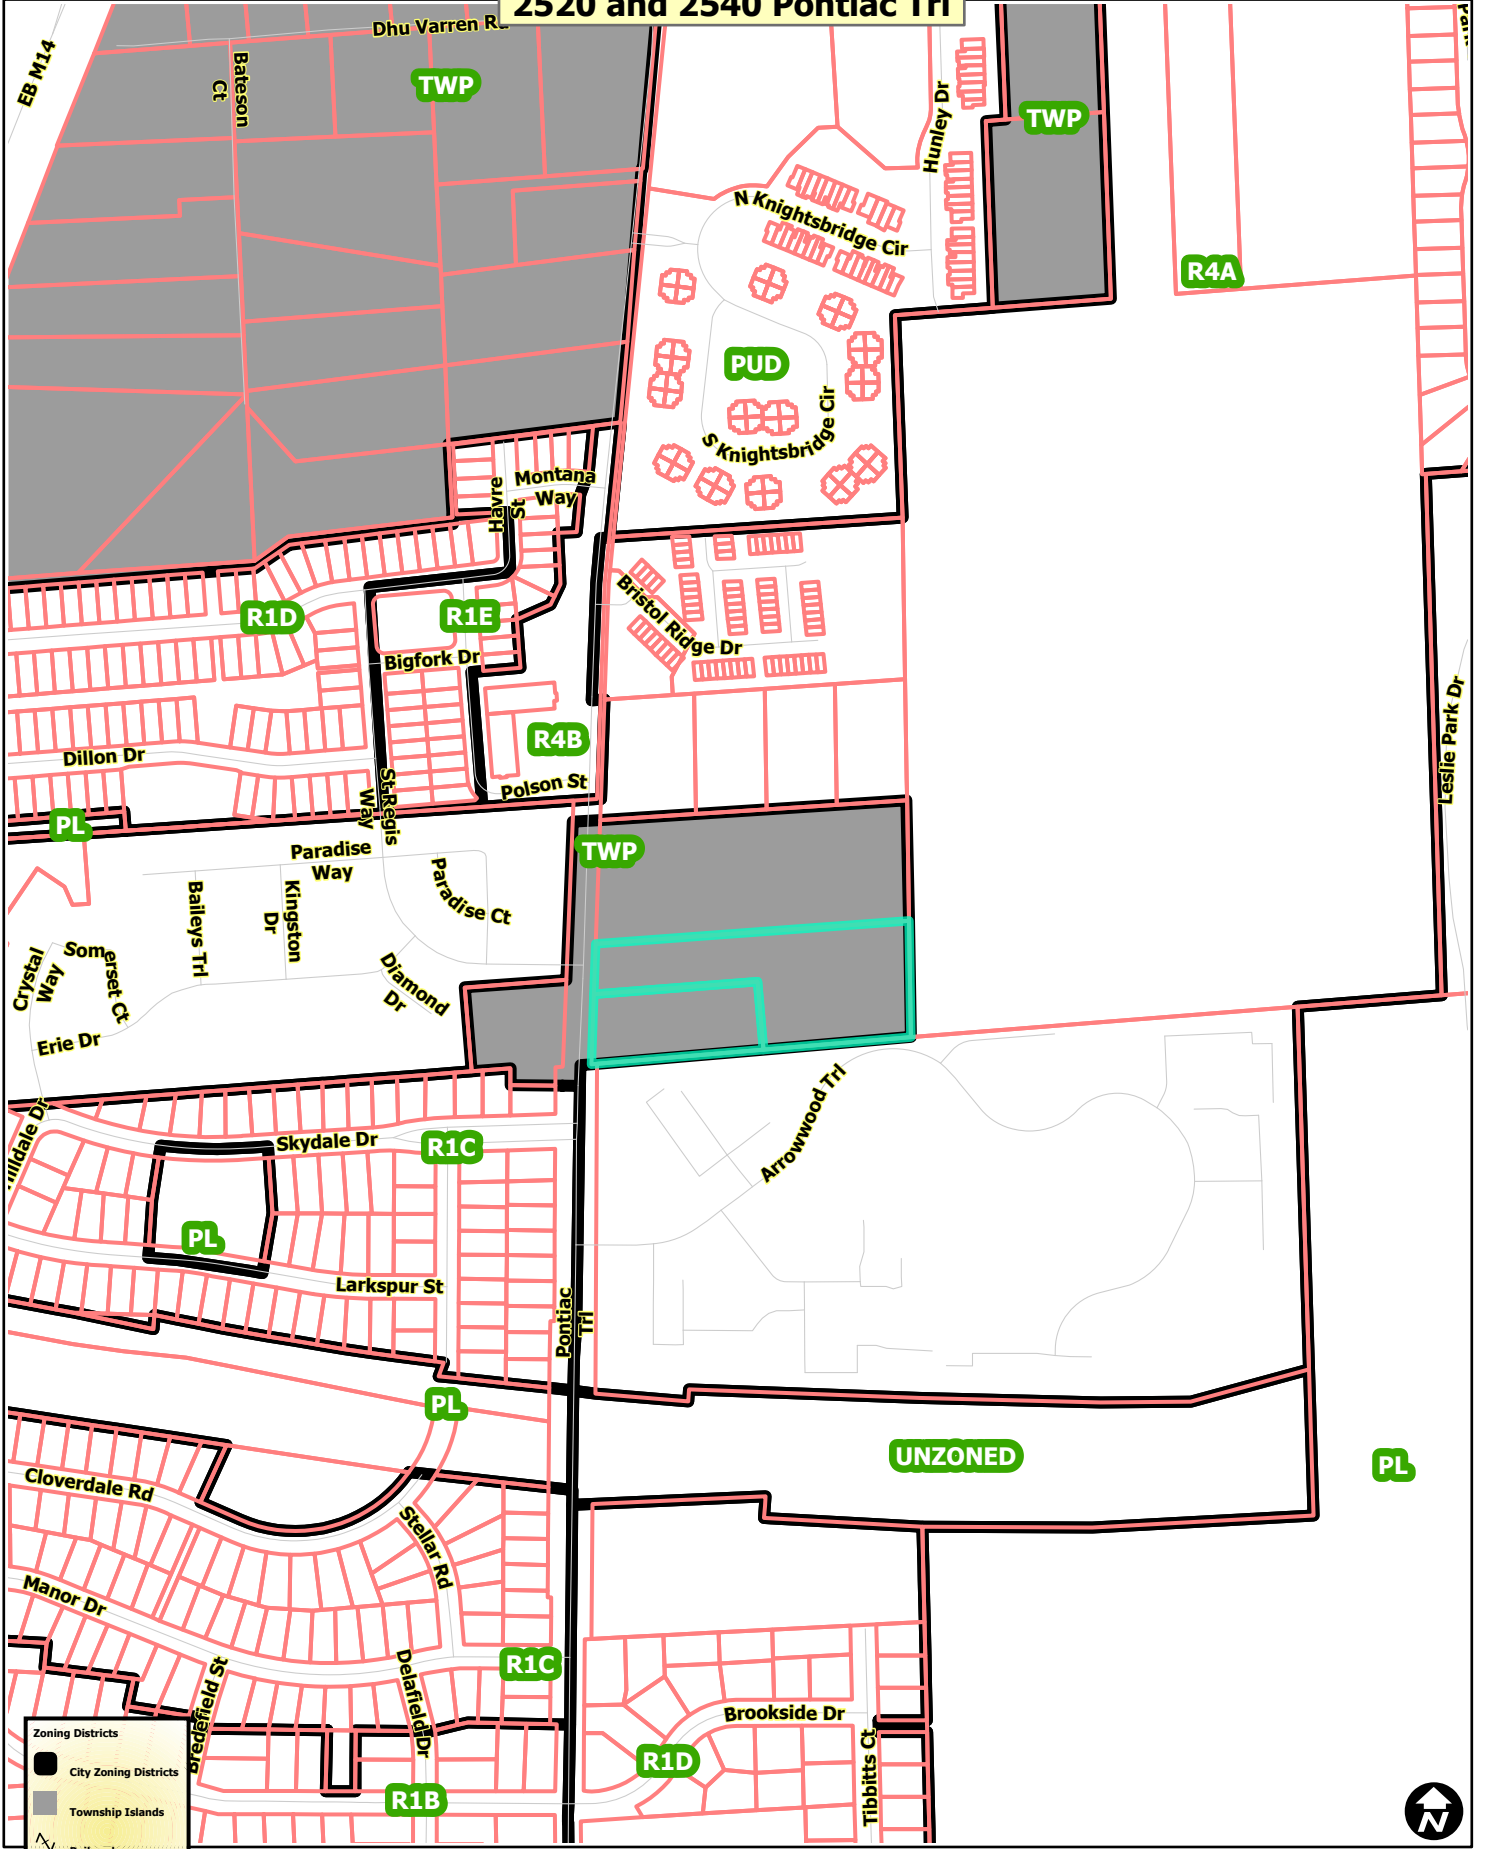 2520 and 2540 Pontiac Trl
EB M14
Dhu Varren Rd
Bateson
Ct
TWP
Hunley Dr
TWP
N Knightsbridge Cir
R4A
PUD
S Knightsbridge Cir
Montana
Way
Havre
St
Bristol Ridge Dr
R1D
R1E
Bigfork Dr
R4B
Leslie Park Dr
Dillon Dr
Polson St
St Regis
Way
PL
TWP
Paradise
Way
Paradise Ct
Baileys Trl
Kingston
Dr
Crystal
Way
Somerset Ct
Diamond
Dr
Erie Dr
Arrowwood Trl
Skydale Dr
R1C
PL
Larkspur St
Pontiac
Trl
PL
UNZONED
PL
Cloverdale Rd
Stellar Rd
Manor Dr
R1C
Bredefield St
Delafield Dr
Brookside Dr
R1D
Tibbitts Ct
R1B
Zoning Districts
City Zoning Districts
Township Islands
N